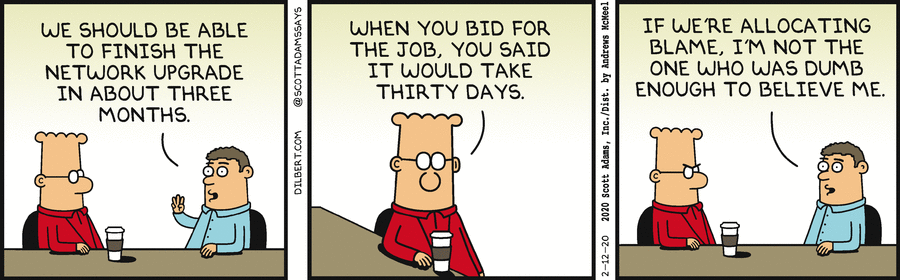 WE SHOULD BE ABLE
TO FINISH THE
NETWORK UPGRADE
IN ABOUT THREE
MONTHS.
DILBERT.COM @SCOTTADAMSSAYS
WHEN YOU BID FOR
THE JOB, YOU SAID
IT WOULD TAKE
THIRTY DAYS.
2-12-20 2020 Scott Adams, Inc./Dist. by Andrews McMeel
IF WE'RE ALLOCATING
BLAME, I'M NOT THE
ONE WHO WAS DUMB
ENOUGH TO BELIEVE ME.